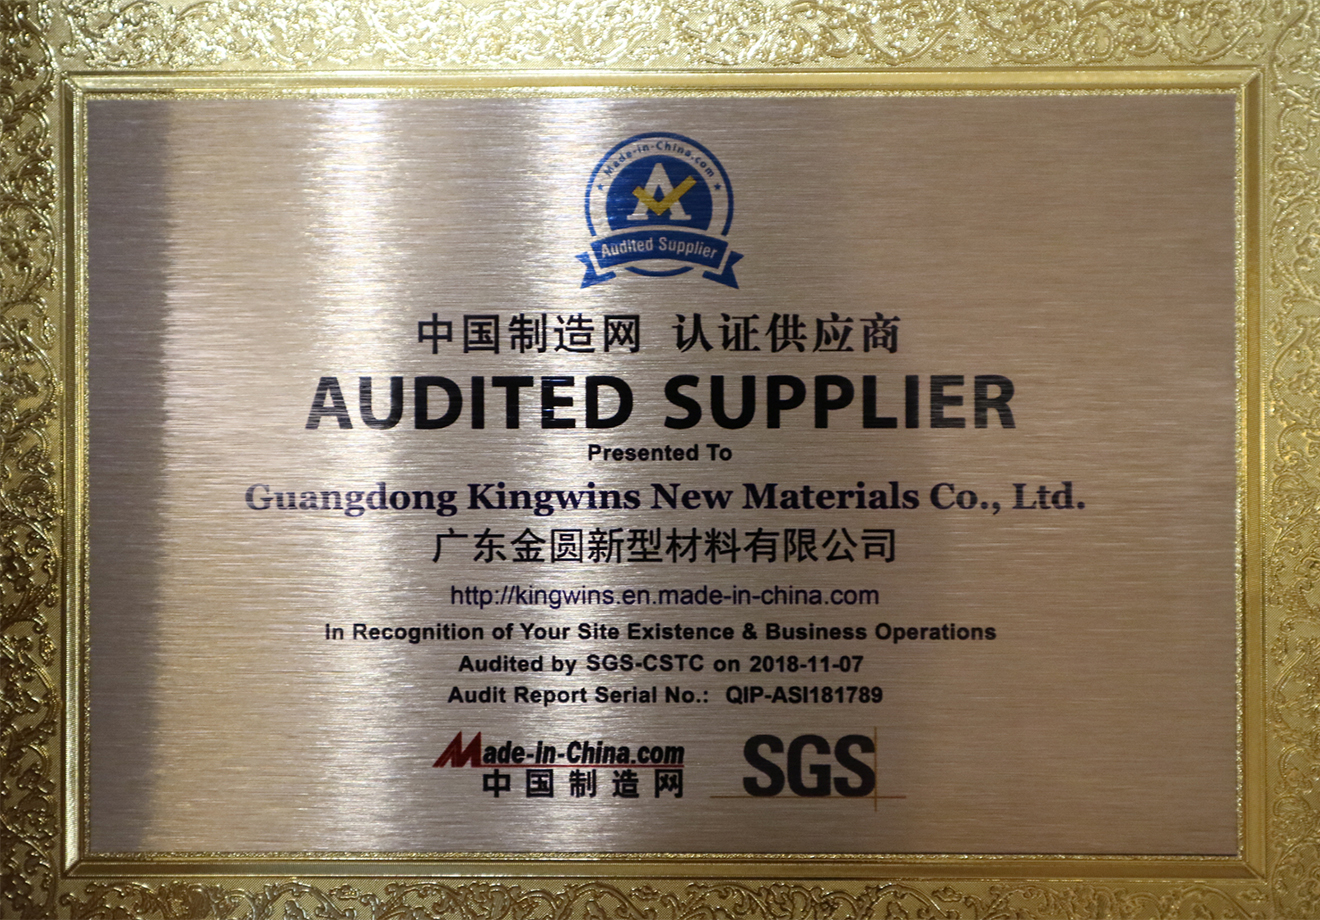 ★ Made-in-China.com ★
A
Audited Supplier
中国制造网 认证供应商
AUDITED SUPPLIER
Presented To
Guangdong Kingwins New Materials Co., Ltd.
广东金圆新型材料有限公司
http://kingwins.en.made-in-china.com
In Recognition of Your Site Existence & Business Operations
Audited by SGS-CSTC on 2018-11-07
Audit Report Serial No.: QIP-ASI181789
Made-in-China.com
中国制造网
SGS